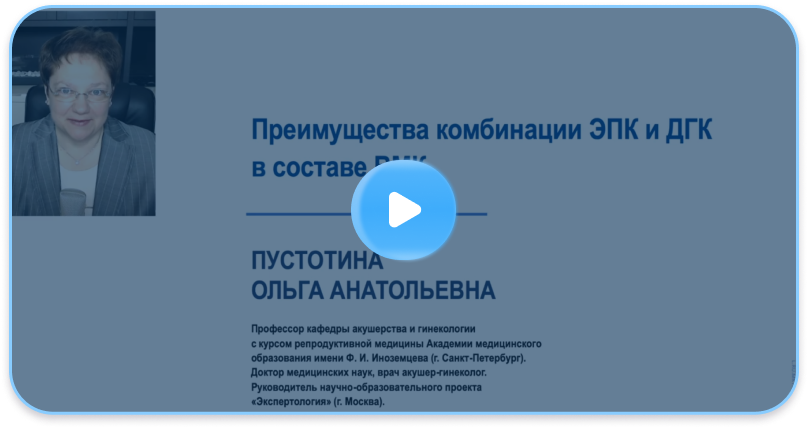 Преимущества комбинации ЭПК и ДГК
в составе ВМК
ПУСТОТИНА
ОЛЬГА АНАТОЛЬЕВНА
Профессор кафедры акушерства и гинекологии
с курсом репродуктивной медицины Академии медицинского
образования имени Ф. И. Иноземцева (г. Санкт-Петербург).
Доктор медицинских наук, врач акушер-гинеколог.
Руководитель научно-образовательного проекта
«Экспертология» (г. Москва).